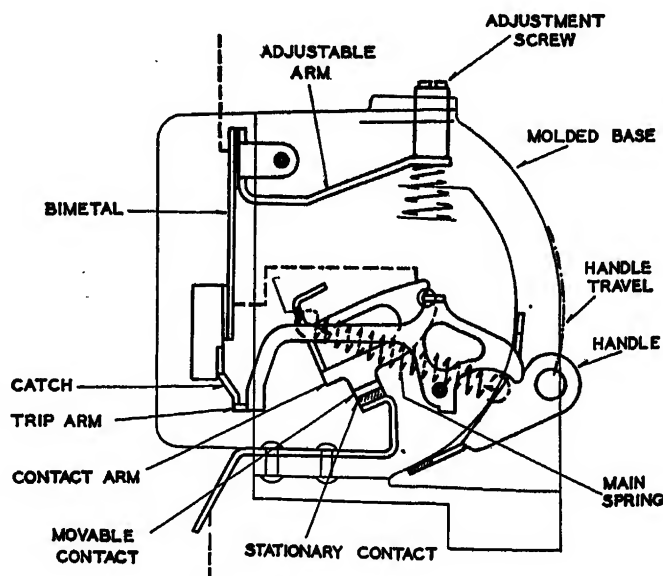 ADJUSTMENT
SCREW
ADJUSTABLE
ARM
MOLDED BASE
BIMETAL
HANDLE
TRAVEL
HANDLE
CATCH
TRIP ARM
CONTACT ARM
MAIN
SPRING
MOVABLE
CONTACT
STATIONARY CONTACT